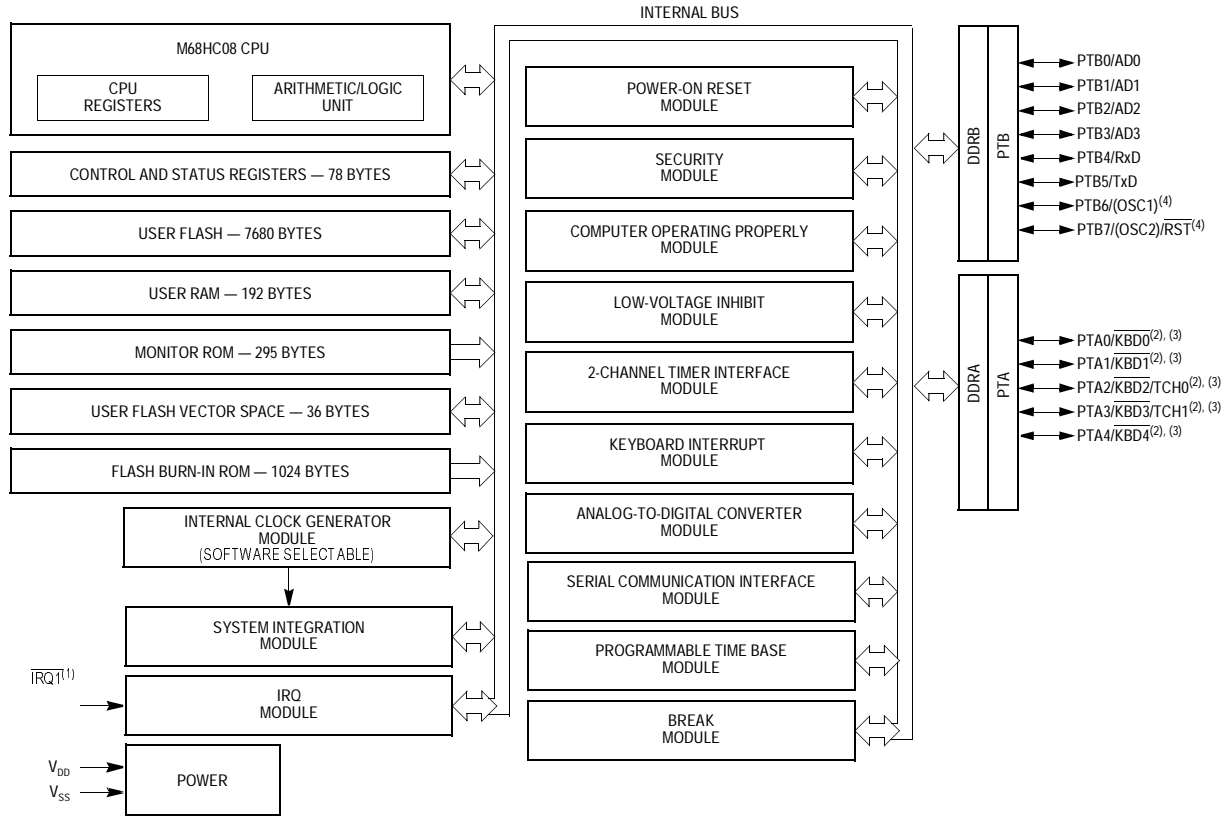 INTERNAL BUS
M68HC08 CPU
CPU
REGISTERS
ARITHMETIC/LOGIC
UNIT
CONTROL AND STATUS REGISTERS — 78 BYTES
USER FLASH — 7680 BYTES
USER RAM — 192 BYTES
MONITOR ROM — 295 BYTES
USER FLASH VECTOR SPACE — 36 BYTES
FLASH BURN-IN ROM — 1024 BYTES
INTERNAL CLOCK GENERATOR
MODULE
(SOFTWARE SELECTABLE)
SYSTEM INTEGRATION
MODULE
IRQ1(1)
IRQ
MODULE
VDD
VSS
POWER
POWER-ON RESET
MODULE
SECURITY
MODULE
COMPUTER OPERATING PROPERLY
MODULE
LOW-VOLTAGE INHIBIT
MODULE
2-CHANNEL TIMER INTERFACE
MODULE
KEYBOARD INTERRUPT
MODULE
ANALOG-TO-DIGITAL CONVERTER
MODULE
SERIAL COMMUNICATION INTERFACE
MODULE
PROGRAMMABLE TIME BASE
MODULE
BREAK
MODULE
DDRB
PTB
PTB0/AD0
PTB1/AD1
PTB2/AD2
PTB3/AD3
PTB4/RxD
PTB5/TxD
PTB6/(OSC1)(4)
PTB7/(OSC2)/RST(4)
DDRA
PTA
PTA0/KBD0(2), (3)
PTA1/KBD1(2), (3)
PTA2/KBD2/TCH0(2), (3)
PTA3/KBD3/TCH1(2), (3)
PTA4/KBD4(2), (3)